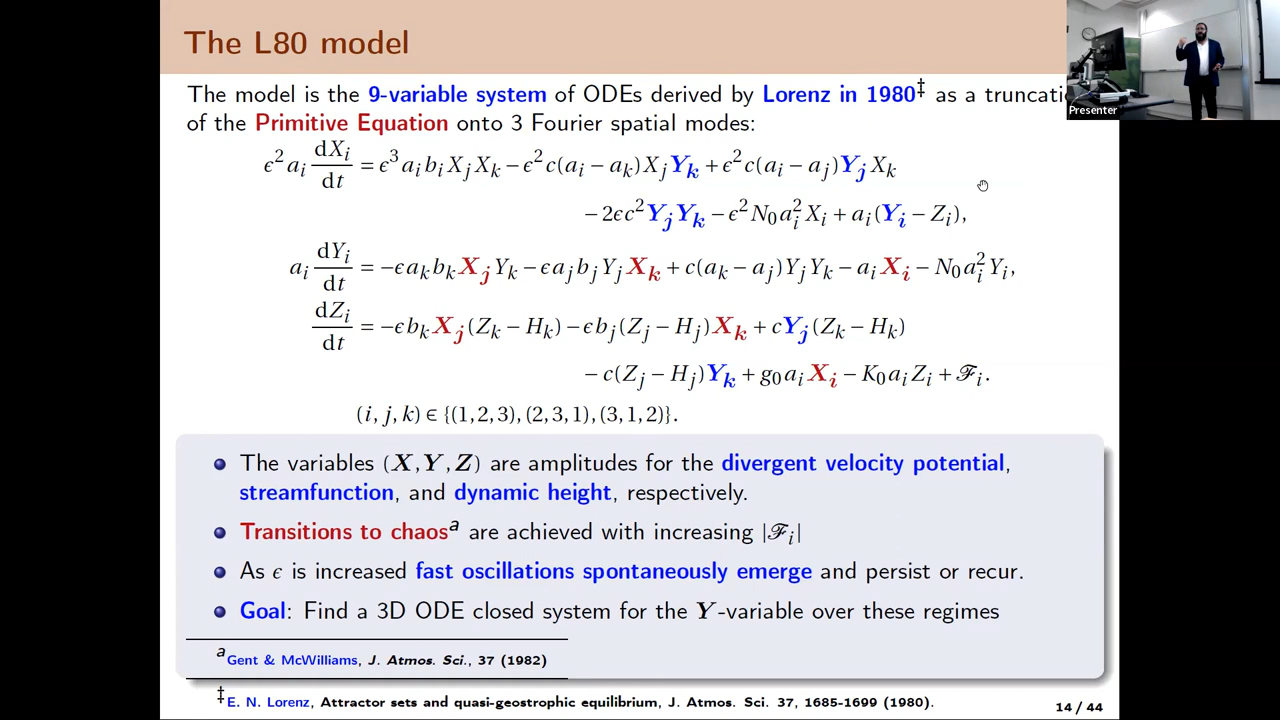 The L80 model
The model is the 9-variable system of ODEs derived by Lorenz in 1980‡ as a
of the Primitive Equation onto 3 Fourier spatial modes:
ϵ²aᵢ dXᵢ/dt = ϵ³aᵢbᵢXⱼXₖ − ϵ²c(aᵢ − aₖ)XⱼYₖ + ϵ²c(aᵢ − aⱼ)YⱼXₖ
− 2ϵc²YⱼYₖ − ϵ²N₀aᵢ²Xᵢ + aᵢ(Yᵢ − Zᵢ),
aᵢ dYᵢ/dt = −ϵaₖbₖXⱼYₖ − ϵaⱼbⱼYⱼXₖ + c(aₖ − aⱼ)YⱼYₖ − aᵢXᵢ − N₀aᵢ²Yᵢ,
dZᵢ/dt = −ϵbₖXⱼ(Zₖ − Hₖ) − ϵbⱼ(Zⱼ − Hⱼ)Xₖ + cYⱼ(Zₖ − Hₖ)
− c(Zⱼ − Hⱼ)Yₖ + g₀aᵢXᵢ − K₀aᵢZᵢ + ℱᵢ.
(i, j, k) ∈ {(1,2,3), (2,3,1), (3,1,2)}.
The variables (X, Y, Z) are amplitudes for the divergent velocity potential,
streamfunction, and dynamic height, respectively.
Transitions to chaosᵃ are achieved with increasing |ℱᵢ|
As ϵ is increased fast oscillations spontaneously emerge and persist or recur.
Goal: Find a 3D ODE closed system for the Y-variable over these regimes
ᵃGent & McWilliams, J. Atmos. Sci., 37 (1982)
‡E. N. Lorenz, Attractor sets and quasi-geostrophic equilibrium, J. Atmos. Sci. 37, 1685-1699 (1980).
14 / 44
Presenter